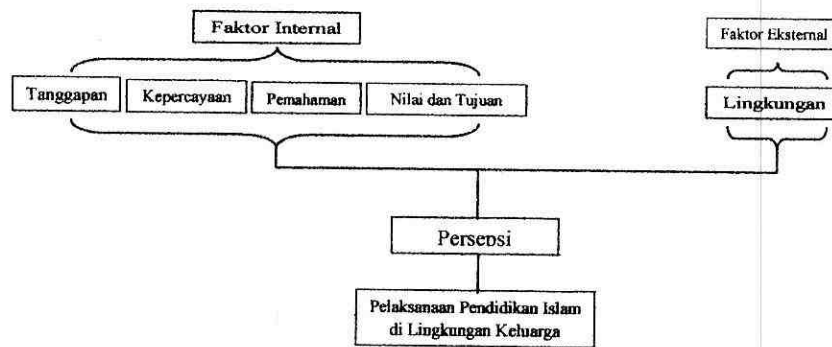 Faktor Internal
Faktor Eksternal
Tanggapan
Kepercayaan
Pemahaman
Nilai dan Tujuan
Lingkungan
Persepsi
Pelaksanaan Pendidikan Islam
di Lingkungan Keluarga